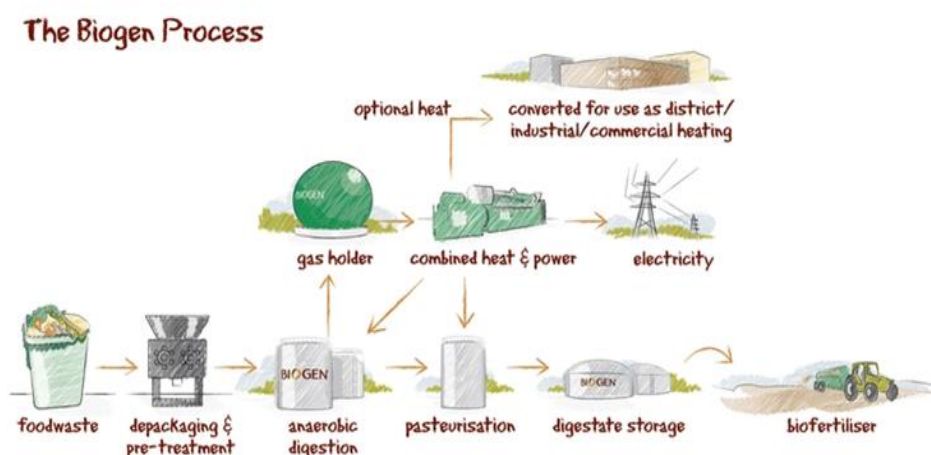 The Biogen Process
optional heat
converted for use as district/
industrial/commercial heating
BIOGEN
gas holder
combined heat & power
electricity
BIOGEN
BIOGEN
foodwaste
depackaging &
pre-treatment
anaerobic
digestion
pasteurisation
digestate storage
biofertiliser